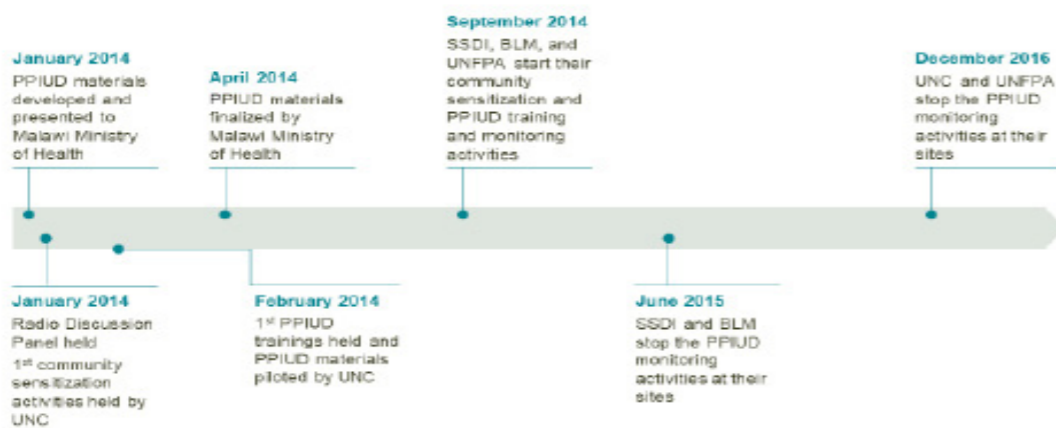 January 2014
PPIUD materials
developed and
presented to
Malawi Ministry
of Health
April 2014
PPIUD materials
finalized by
Malawi Ministry
of Health
September 2014
SSDI, BLM, and
UNFPA start their
community
sensitization and
PPIUD training
and monitoring
activities
December 2016
UNC and UNFPA
stop the PPIUD
monitoring
activities at their
sites
January 2014
Radio Discussion
Panel held
1st community
sensitization
activities held by
UNC
February 2014
1st PPIUD
trainings held and
PPIUD materials
piloted by UNC
June 2015
SSDI and BLM
stop the PPIUD
monitoring
activities at their
sites